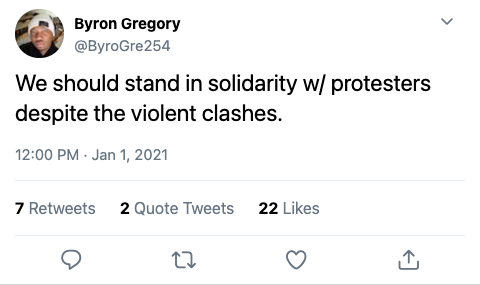 Byron Gregory
@ByroGre254
We should stand in solidarity w/ protesters
despite the violent clashes.
12:00 PM · Jan 1, 2021
7 Retweets 2 Quote Tweets 22 Likes